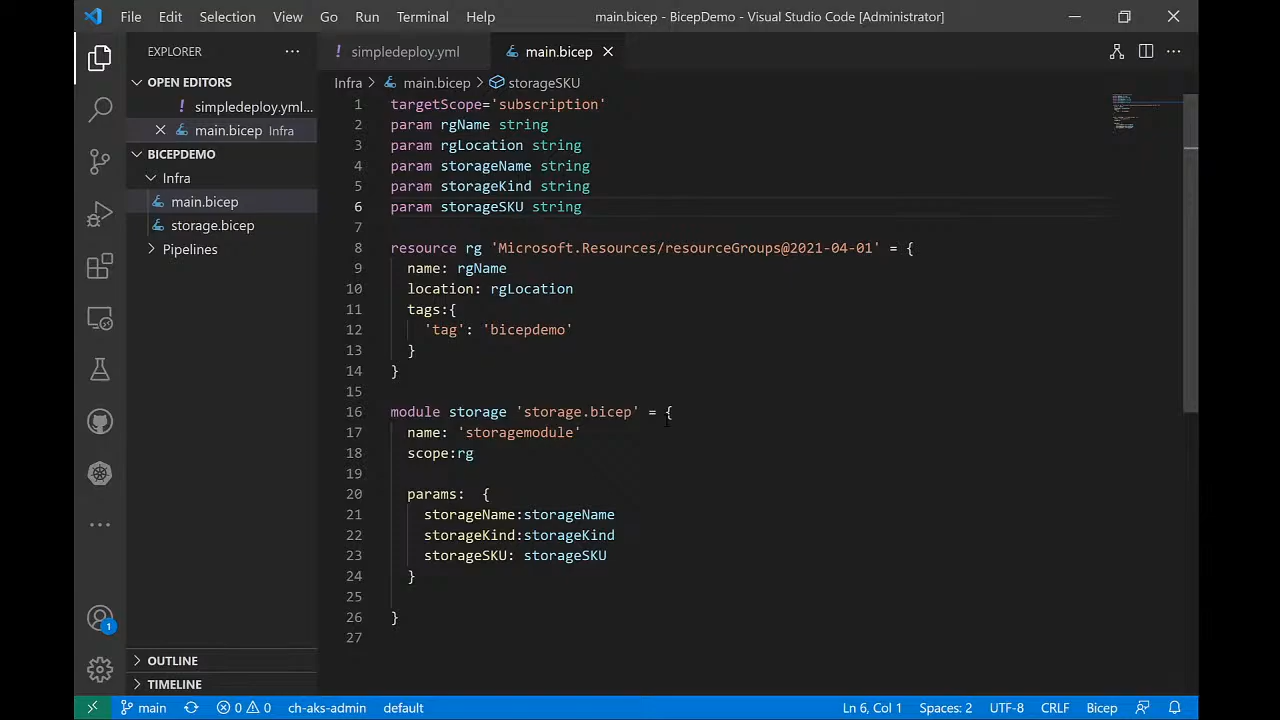 File Edit Selection View Go Run Terminal Help main.bicep - BicepDemo - Visual Studio Code [Administrator]
EXPLORER
simpledeploy.yml
main.bicep
OPEN EDITORS
simpledeploy.yml...
main.bicep Infra
BICEPDEMO
Infra
main.bicep
storage.bicep
Pipelines
OUTLINE
TIMELINE
Infra > main.bicep > storageSKU
1 targetScope='subscription'
2 param rgName string
3 param rgLocation string
4 param storageName string
5 param storageKind string
6 param storageSKU string
7
8 resource rg 'Microsoft.Resources/resourceGroups@2021-04-01' = {
9 name: rgName
10 location: rgLocation
11 tags:{
12 'tag': 'bicepdemo'
13 }
14 }
15
16 module storage 'storage.bicep' = {
17 name: 'storagemodule'
18 scope:rg
19
20 params:  {
21 storageName:storageName
22 storageKind:storageKind
23 storageSKU: storageSKU
24 }
25
26 }
27
1
main 0 0 ch-aks-admin default Ln 6, Col 1 Spaces: 2 UTF-8 CRLF Bicep